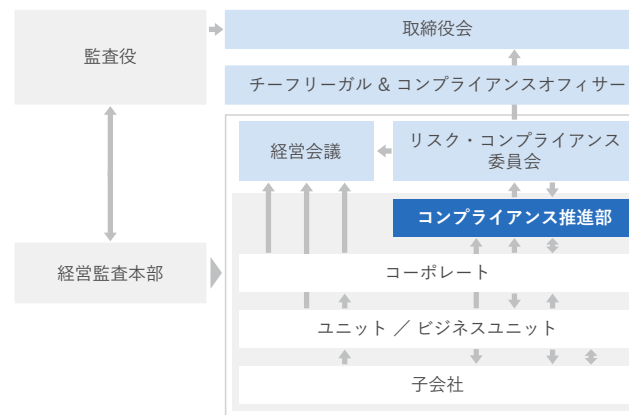 監査役
取締役会
チーフリーガル & コンプライアンスオフィサー
経営会議
リスク・コンプライアンス
委員会
コンプライアンス推進部
経営監査本部
コーポレート
ユニット ／ ビジネスユニット
子会社